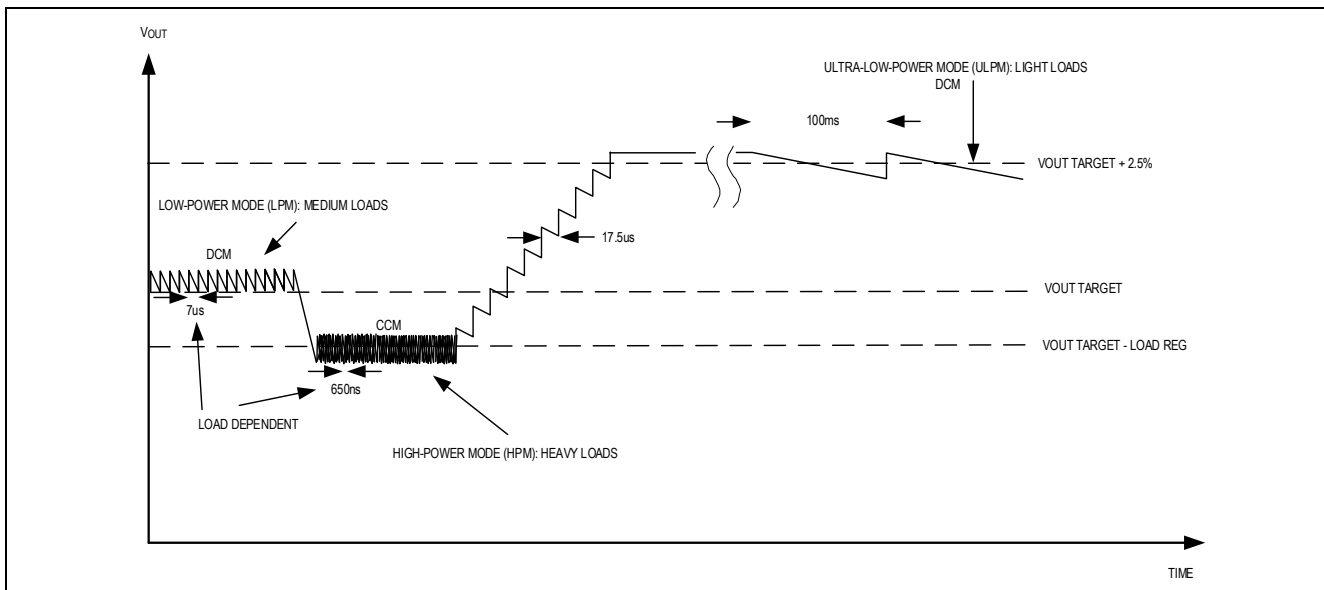 VOUT
ULTRA-LOW-POWER MODE (ULPM): LIGHT LOADS
DCM
100ms
VOUT TARGET + 2.5%
LOW-POWER MODE (LPM): MEDIUM LOADS
DCM
17.5us
VOUT TARGET
7us
CCM
VOUT TARGET - LOAD REG
650ns
LOAD DEPENDENT
HIGH-POWER MODE (HPM): HEAVY LOADS
TIME